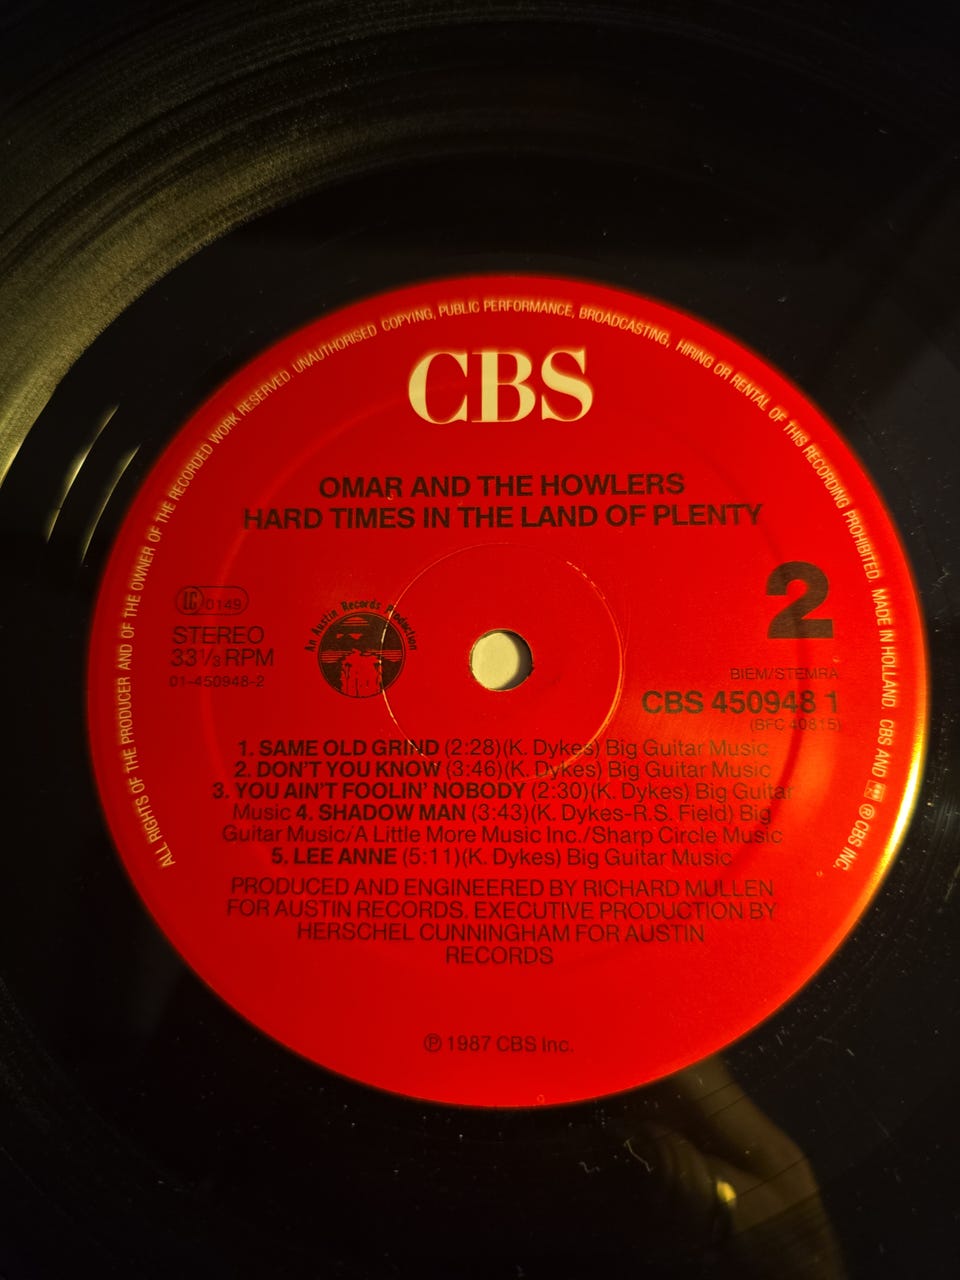 ALL RIGHTS OF THE PRODUCER AND OF THE OWNER OF THE RECORDED WORK RESERVED. UNAUTHORISED COPYING, PUBLIC PERFORMANCE, BROADCASTING, HIRING OR RENTAL OF THIS RECORDING PROHIBITED. MADE IN HOLLAND. CBS AND ℗ CBS INC.
CBS
OMAR AND THE HOWLERS
HARD TIMES IN THE LAND OF PLENTY
LC 0149
STEREO
33⅓ RPM
01-450948-2
An Austin Records Production
2
BIEM/STEMRA
CBS 450948 1
(BFC 40815)
1. SAME OLD GRIND (2:28)(K. Dykes) Big Guitar Music
2. DON'T YOU KNOW (3:46)(K. Dykes) Big Guitar Music
3. YOU AIN'T FOOLIN' NOBODY (2:30)(K. Dykes) Big Guitar
Music 4. SHADOW MAN (3:43)(K. Dykes-R.S. Field) Big
Guitar Music/A Little More Music Inc./Sharp Circle Music
5. LEE ANNE (5:11)(K. Dykes) Big Guitar Music
PRODUCED AND ENGINEERED BY RICHARD MULLEN
FOR AUSTIN RECORDS. EXECUTIVE PRODUCTION BY
HERSCHEL CUNNINGHAM FOR AUSTIN
RECORDS
℗ 1987 CBS Inc.